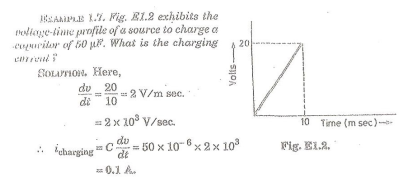 EXAMPLE 1.1. Fig. E1.2 exhibits the
voltage-time profile of a source to charge a
capacitor of 50 μF. What is the charging
current ?
SOLUTION. Here,
dv/dt = 20/10 = 2 V/m sec.
= 2 × 10³ V/sec.
∴ i charging = C dv/dt = 50 × 10⁻⁶ × 2 × 10³
= 0.1 A.
Volts →
20
10 Time (m sec) →
Fig. E1.2.